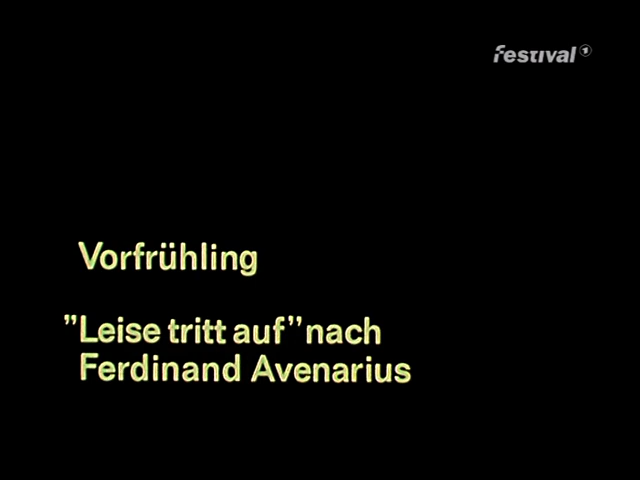 festival
Vorfrühling
”Leise tritt auf” nach
Ferdinand Avenarius